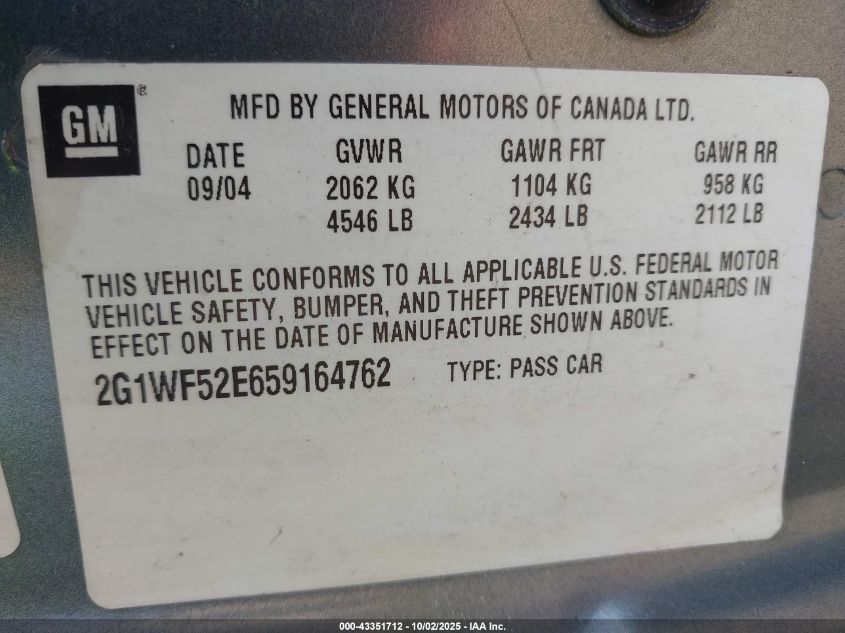 GM®
MFD BY GENERAL MOTORS OF CANADA LTD.
DATE GVWR GAWR FRT GAWR RR
09/04 2062 KG 1104 KG 958 KG
4546 LB 2434 LB 2112 LB
THIS VEHICLE CONFORMS TO ALL APPLICABLE U.S. FEDERAL MOTOR
VEHICLE SAFETY, BUMPER, AND THEFT PREVENTION STANDARDS IN
EFFECT ON THE DATE OF MANUFACTURE SHOWN ABOVE.
2G1WF52E659164762 TYPE: PASS CAR
000-43351712 - 10/02/2025 - IAA Inc.